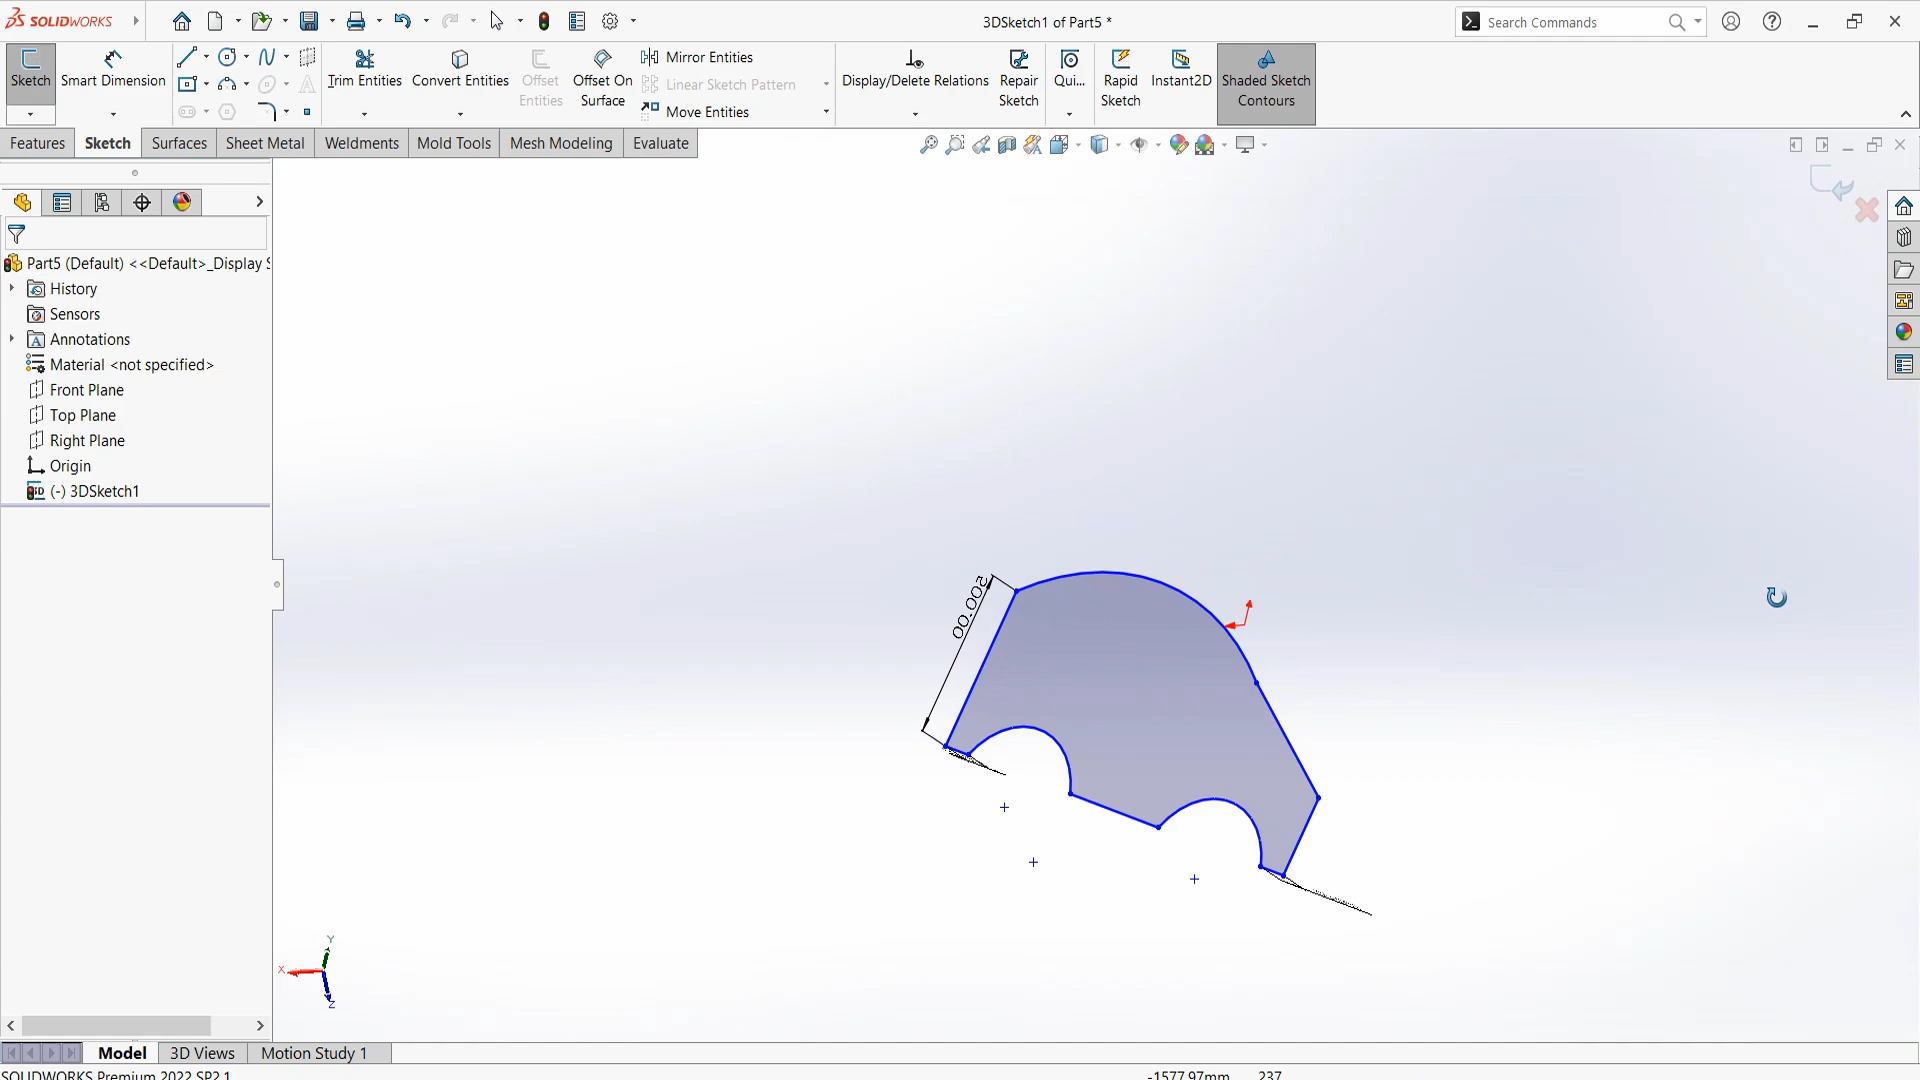 SOLIDWORKS
3DSketch1 of Part5 *
Search Commands
Sketch
Smart Dimension
Trim Entities
Convert Entities
Offset
Entities
Offset On
Surface
Mirror Entities
Linear Sketch Pattern
Move Entities
Display/Delete Relations
Repair
Sketch
Qui...
Rapid
Sketch
Instant2D
Shaded Sketch
Contours
Features
Sketch
Surfaces
Sheet Metal
Weldments
Mold Tools
Mesh Modeling
Evaluate
Part5 (Default) <<Default>_Display S
History
Sensors
Annotations
Material <not specified>
Front Plane
Top Plane
Right Plane
Origin
(-) 3DSketch1
500.00
Y
X
Z
Model
3D Views
Motion Study 1
SOLIDWORKS Premium 2022 SP2.1
-1577.97mm 237